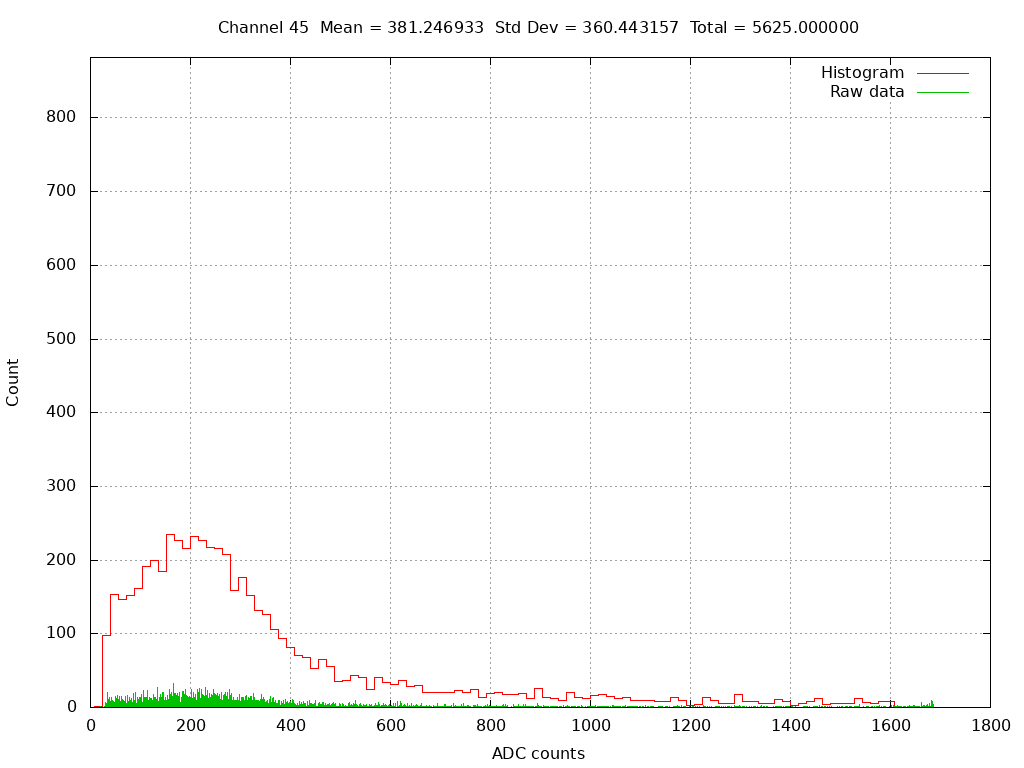 Channel 45  Mean = 381.246933  Std Dev = 360.443157  Total = 5625.000000
Histogram
Raw data
800
700
600
500
400
300
200
100
0
Count
0 200 400 600 800 1000 1200 1400 1600 1800
ADC counts